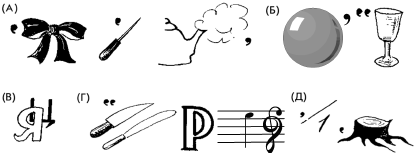 (А) , , , (Б) , ,,
(В) Я (Г) ,, Р (Д) , / 1 ,